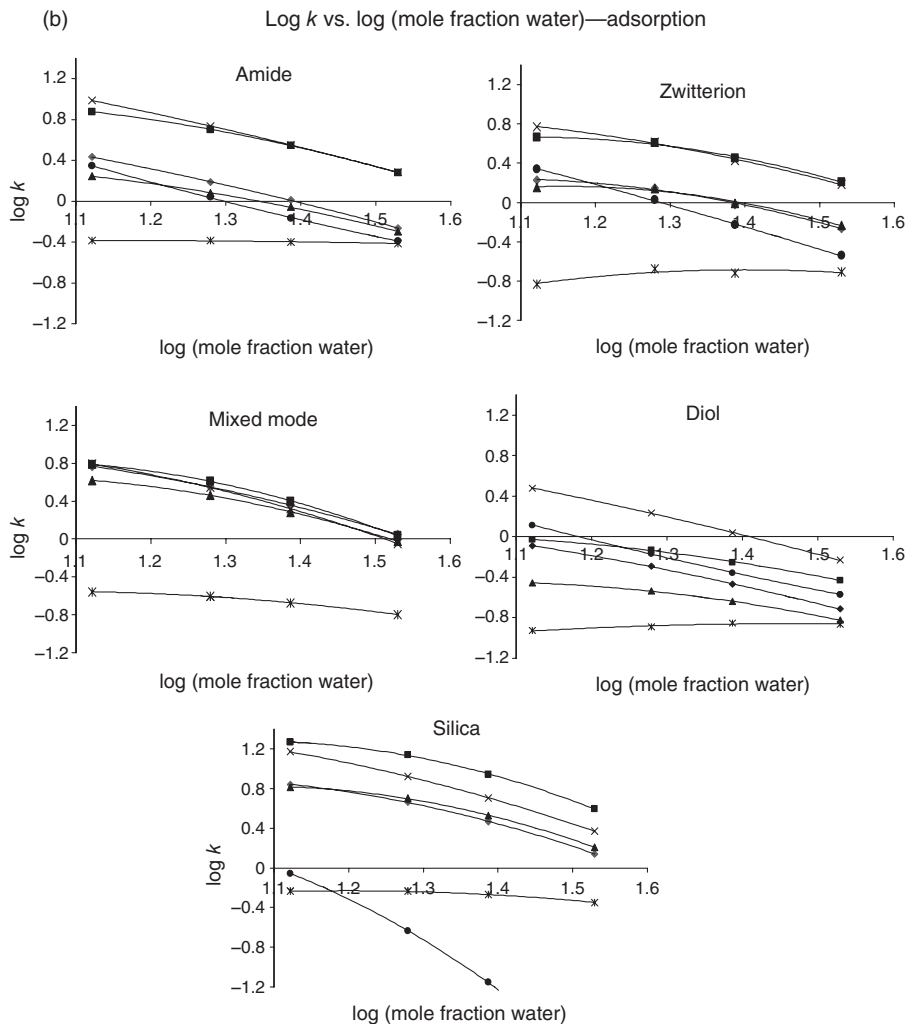 (b) Log k vs. log (mole fraction water)—adsorption
Amide
1.2
0.8
0.4
0
−0.4
−0.8
−1.2
1.1 1.2 1.3 1.4 1.5 1.6
log k
log (mole fraction water)
Zwitterion
1.2
0.8
0.4
0
−0.4
−0.8
−1.2
1.1 1.2 1.3 1.4 1.5 1.6
log k
log (mole fraction water)
Mixed mode
1.2
0.8
0.4
0
−0.4
−0.8
−1.2
1.1 1.2 1.3 1.4 1.5 1.6
log k
log (mole fraction water)
Diol
1.2
0.8
0.4
0
−0.4
−0.8
−1.2
1.1 1.2 1.3 1.4 1.5 1.6
log k
log (mole fraction water)
Silica
1.2
0.8
0.4
0
−0.4
−0.8
−1.2
1.1 1.2 1.3 1.4 1.5 1.6
log k
log (mole fraction water)